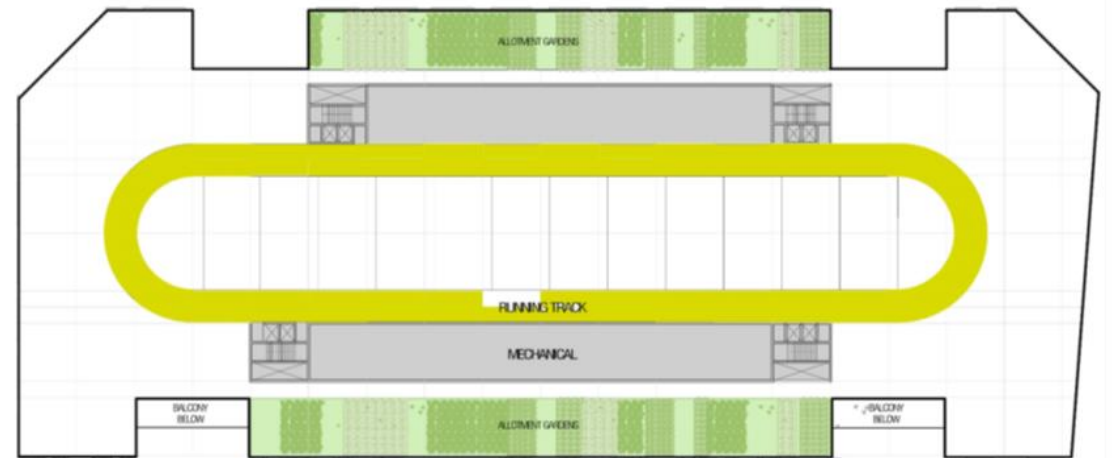 ALLOTMENT GARDENS
RUNNING TRACK
MECHANICAL
BALCONY
BELOW
ALLOTMENT GARDENS
BALCONY
BELOW